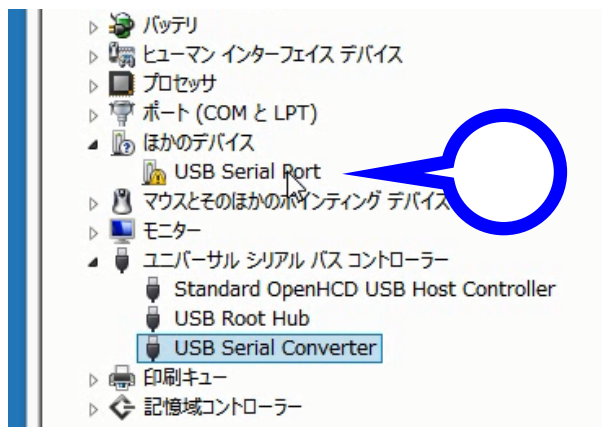 バッテリ
ヒューマン インターフェイス デバイス
プロセッサ
ポート (COM と LPT)
ほかのデバイス
USB Serial Port
マウスとそのほかのポインティング デバイス
モニター
ユニバーサル シリアル バス コントローラー
Standard OpenHCD USB Host Controller
USB Root Hub
USB Serial Converter
印刷キュー
記憶域コントローラー